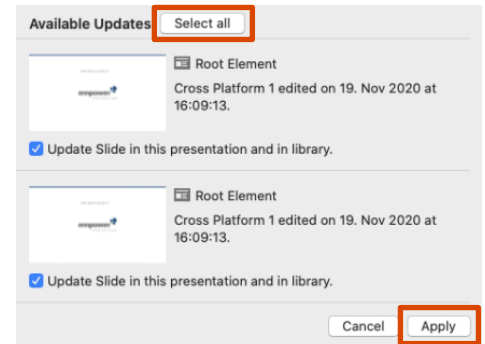 Available Updates Select all
Root Element
Cross Platform 1 edited on 19. Nov 2020 at
16:09:13.
empower
Update Slide in this presentation and in library.
Root Element
Cross Platform 1 edited on 19. Nov 2020 at
16:09:13.
empower
Update Slide in this presentation and in library.
Cancel Apply